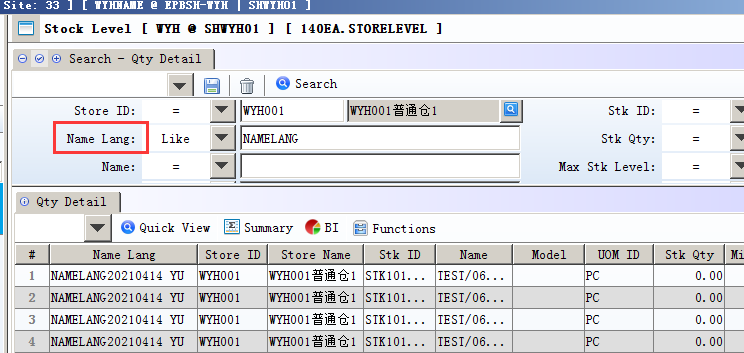 Site: 33 ] [ WYHNAME @ EPBSH-WYH | SHWYH01 ]
Stock Level [ WYH @ SHWYH01 ] [ 140EA.STORELEVEL ]
Search - Qty Detail
Search
Store ID: = WYH001 WYH001普通仓1 Stk ID: =
Name Lang: Like NAMELANG Stk Qty: =
Name: = Max Stk Level: =
Qty Detail
Quick View Summary BI Functions
# Name Lang Store ID Store Name Stk ID Name Model UOM ID Stk Qty Mi
1 NAMELANG20210414 YU WYH001 WYH001普通仓1 STK101... TEST/06... PC 0.00
2 NAMELANG20210414 YU WYH001 WYH001普通仓1 STK101... TEST/06... PC 0.00
3 NAMELANG20210414 YU WYH001 WYH001普通仓1 STK101... TEST/06... PC 0.00
4 NAMELANG20210414 YU WYH001 WYH001普通仓1 STK101... TEST/06... PC 0.00